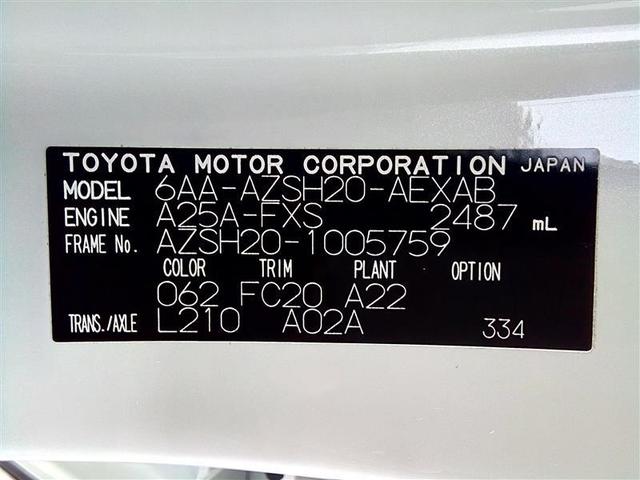 TOYOTA MOTOR CORPORATION JAPAN
MODEL 6AA-AZSH20-AEXAB
ENGINE A25A-FXS 2487 mL
FRAME No. AZSH20-1005759
COLOR TRIM PLANT OPTION
062 FC20 A22
TRANS./AXLE L210 A02A 334